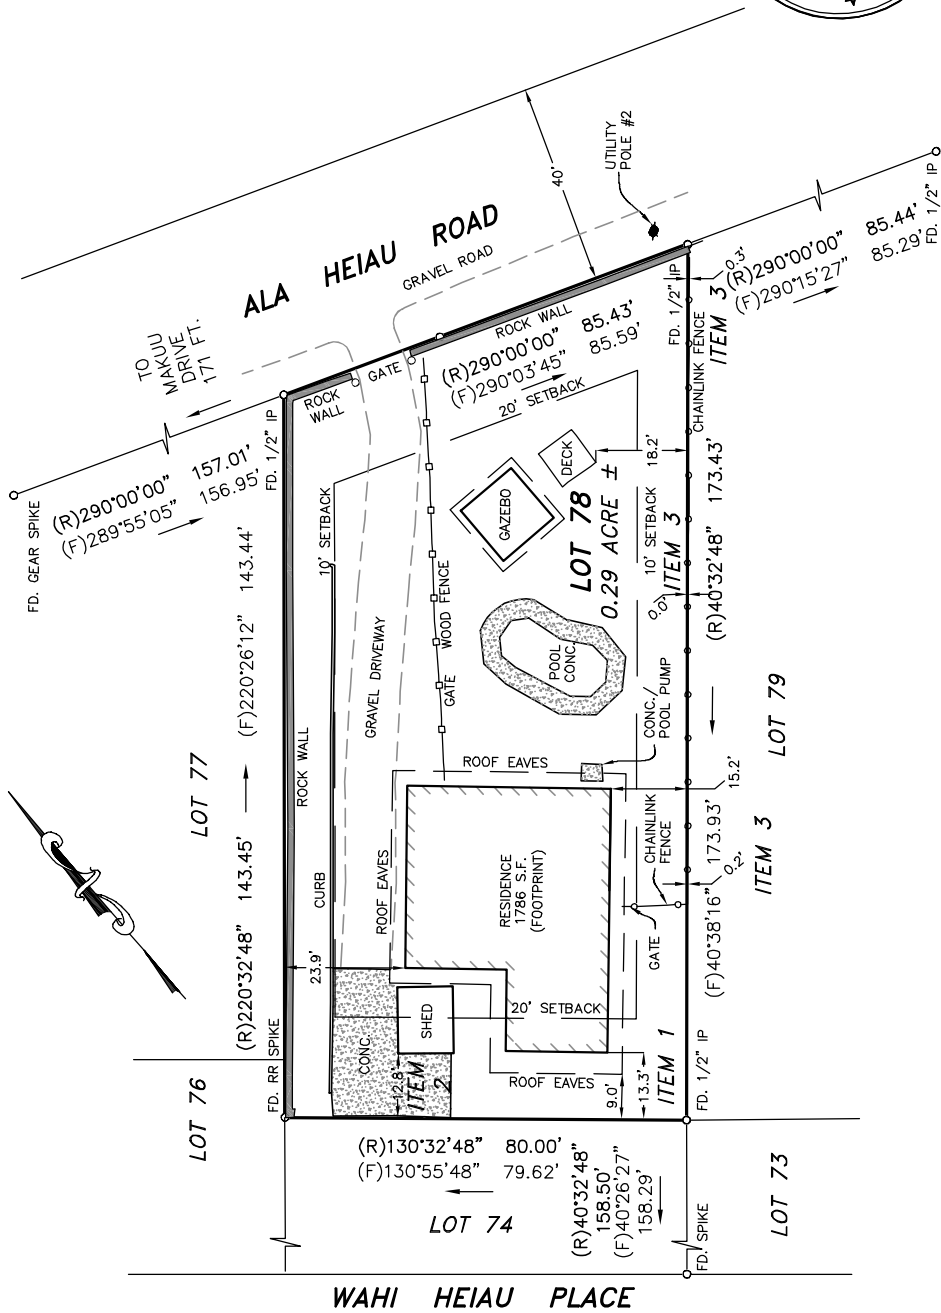 40'
UTILITY
POLE #2
ALA HEIAU ROAD
GRAVEL ROAD
TO
MAKUU
DRIVE
171 FT.
FD. 1/2" IP
0.3'
(R)290°00'00" 85.44'
(F)290°15'27" 85.29'
FD. 1/2" IP
ITEM 3
CHAINLINK FENCE
ROCK WALL
(R)290°00'00" 85.43'
(F)290°03'45" 85.59'
20' SETBACK
GATE
ROCK
WALL
FD. 1/2" IP
(R)290°00'00" 157.01'
(F)289°55'05" 156.95'
FD. GEAR SPIKE
10' SETBACK
DECK
18.2'
GAZEBO
LOT 78
0.29 ACRE ±
10' SETBACK
ITEM 3
0.0'
(R)40°32'48" 173.43'
(R)220°32'48" 143.45'
(F)220°26'12" 143.44'
LOT 77
ROCK WALL
CURB
GRAVEL DRIVEWAY
GATE
WOOD FENCE
POOL
CONC.
CONC./
POOL PUMP
LOT 79
ROOF EAVES
15.2'
CHAINLINK
FENCE
(F)40°38'16" 173.93'
0.2'
ITEM 3
ROOF EAVES
RESIDENCE
1786 S.F.
(FOOTPRINT)
GATE
23.9'
20' SETBACK
SHED
CONC.
12.8'
ITEM
2
ROOF EAVES
9.0'
13.3'
ITEM 1
FD. 1/2" IP
FD. RR SPIKE
LOT 76
(R)130°32'48" 80.00'
(F)130°55'48" 79.62'
LOT 74
(R)40°32'48"
158.50'
(F)40°26'27"
158.29'
FD. SPIKE
LOT 73
WAHI HEIAU PLACE